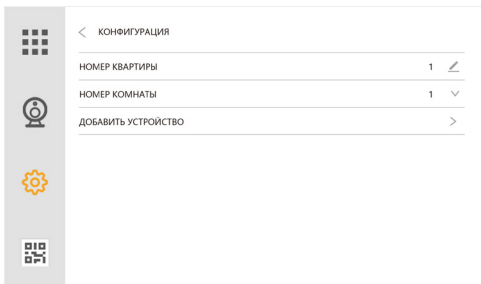 КОНФИГУРАЦИЯ
НОМЕР КВАРТИРЫ 1
НОМЕР КОМНАТЫ 1
ДОБАВИТЬ УСТРОЙСТВО